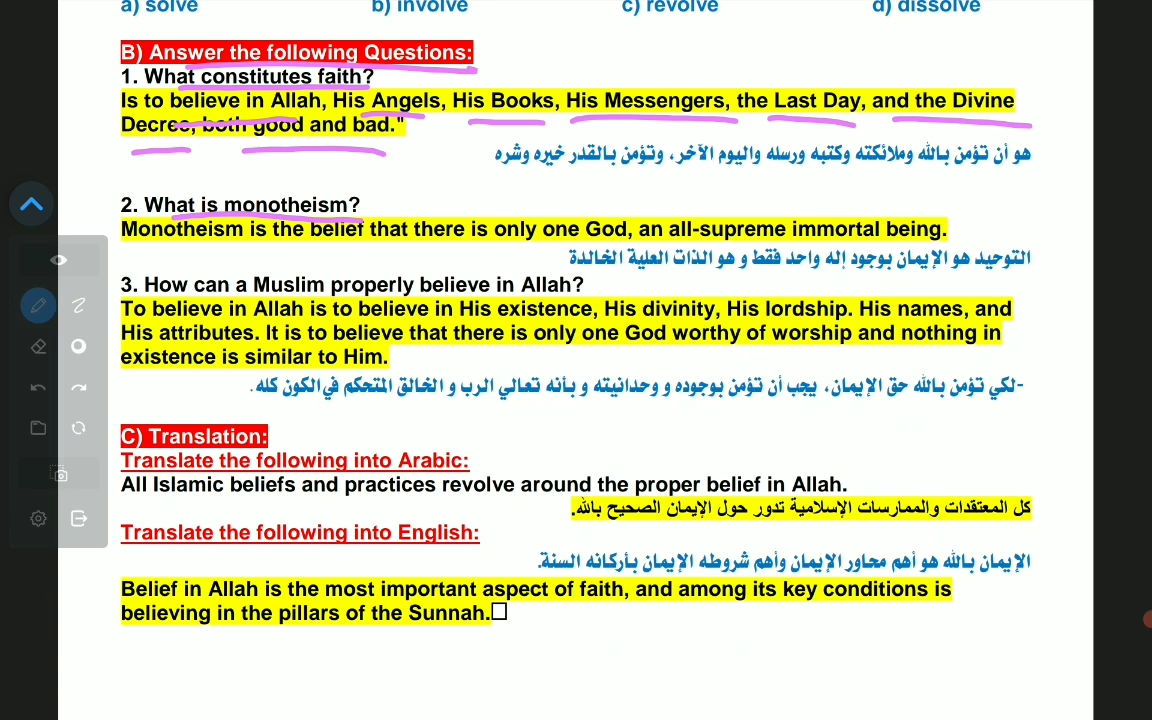 a) solve b) involve c) revolve d) dissolve
B) Answer the following Questions:
1. What constitutes faith?
Is to believe in Allah, His Angels, His Books, His Messengers, the Last Day, and the Divine
Decree, both good and bad."
هو أن تؤمن بالله وملائكته وكتبه ورسله واليوم الآخر، وتؤمن بالقدر خيره وشره
2. What is monotheism?
Monotheism is the belief that there is only one God, an all-supreme immortal being.
التوحيد هو الإيمان بوجود إله واحد فقط و هو الذات العلية الخالدة
3. How can a Muslim properly believe in Allah?
To believe in Allah is to believe in His existence, His divinity, His lordship. His names, and
His attributes. It is to believe that there is only one God worthy of worship and nothing in
existence is similar to Him.
-لكي تؤمن بالله حق الإيمان، يجب أن تؤمن بوجوده و وحدانيته و بأنه تعالي الرب و الخالق المتحكم في الكون كله.
C) Translation:
Translate the following into Arabic:
All Islamic beliefs and practices revolve around the proper belief in Allah.
كل المعتقدات والممارسات الإسلامية تدور حول الإيمان الصحيح بالله.
Translate the following into English:
الإيمان بالله هو أهم محاور الإيمان وأهم شروطه الإيمان بأركانه السنة.
Belief in Allah is the most important aspect of faith, and among its key conditions is
believing in the pillars of the Sunnah.